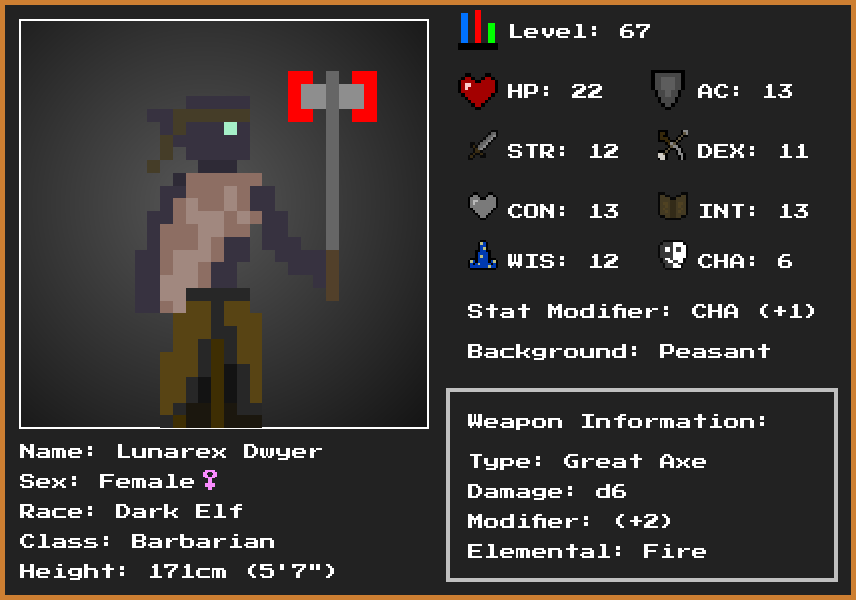 Level: 67
HP: 22
AC: 13
STR: 12
DEX: 11
CON: 13
INT: 13
WIS: 12
CHA: 6
Stat Modifier: CHA (+1)
Background: Peasant
Weapon Information:
Type: Great Axe
Damage: d6
Modifier: (+2)
Elemental: Fire
Name: Lunarex Dwyer
Sex: Female♀
Race: Dark Elf
Class: Barbarian
Height: 171cm (5'7")